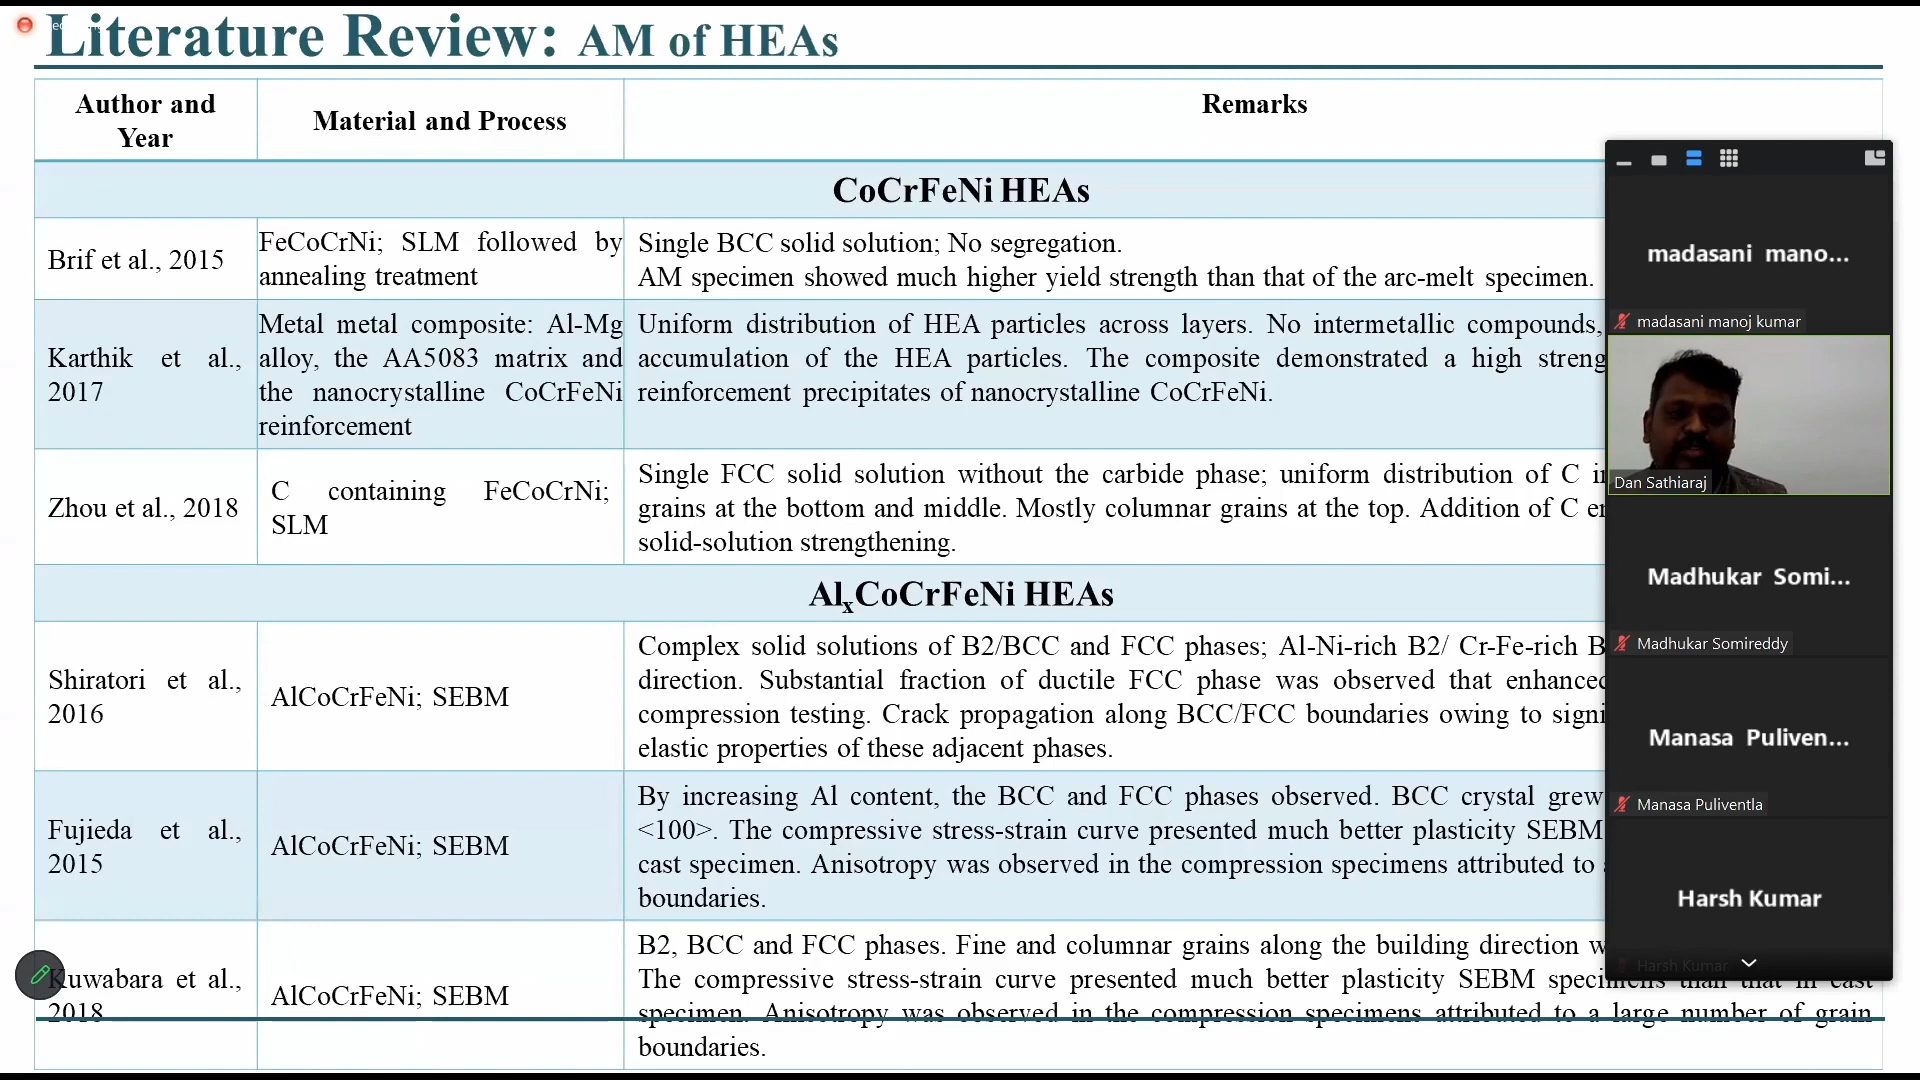 Literature Review: AM of HEAs
Author and
Year
Material and Process
Remarks
CoCrFeNi HEAs
Brif et al., 2015
FeCoCrNi; SLM followed by
annealing treatment
Single BCC solid solution; No segregation.
AM specimen showed much higher yield strength than that of the arc-melt specimen.
Karthik et al.,
2017
Metal metal composite: Al-Mg
alloy, the AA5083 matrix and
the nanocrystalline CoCrFeNi
reinforcement
Uniform distribution of HEA particles across layers. No intermetallic compounds,
accumulation of the HEA particles. The composite demonstrated a high
reinforcement precipitates of nanocrystalline CoCrFeNi.
Zhou et al., 2018
C containing FeCoCrNi;
SLM
Single FCC solid solution without the carbide phase; uniform distribution of C
grains at the bottom and middle. Mostly columnar grains at the top. Addition of C
solid-solution strengthening.
AlxCoCrFeNi HEAs
Shiratori et al.,
2016
AlCoCrFeNi; SEBM
Complex solid solutions of B2/BCC and FCC phases; Al-Ni-rich B2/ Cr-Fe-rich
direction. Substantial fraction of ductile FCC phase was observed that enhanced
compression testing. Crack propagation along BCC/FCC boundaries owing to
elastic properties of these adjacent phases.
Fujieda et al.,
2015
AlCoCrFeNi; SEBM
By increasing Al content, the BCC and FCC phases observed. BCC crystal grew
<100>. The compressive stress-strain curve presented much better plasticity SEBM
cast specimen. Anisotropy was observed in the compression specimens attributed to
boundaries.
Kuwabara et al.,
2018
AlCoCrFeNi; SEBM
B2, BCC and FCC phases. Fine and columnar grains along the building direction
The compressive stress-strain curve presented much better plasticity SEBM specimens than that in cast
specimen. Anisotropy was observed in the compression specimens attributed to a large number of grain
boundaries.
madasani mano...
madasani manoj kumar
Dan Sathiaraj
Madhukar Somi...
Madhukar Somireddy
Manasa Puliven...
Manasa Puliventla
Harsh Kumar
Harsh Kumar